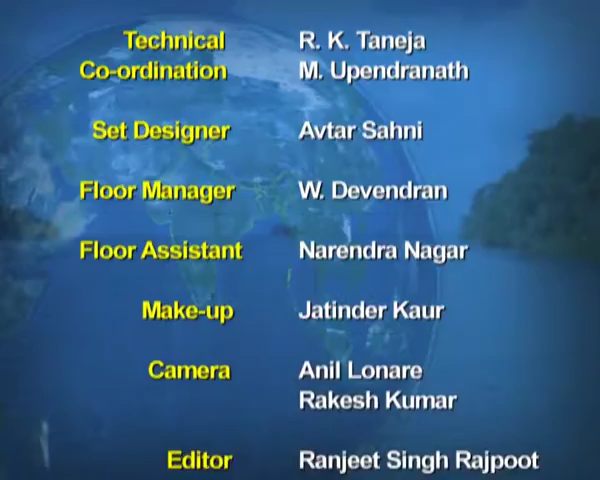 Technical R. K. Taneja
Co-ordination M. Upendranath
Set Designer Avtar Sahni
Floor Manager W. Devendran
Floor Assistant Narendra Nagar
Make-up Jatinder Kaur
Camera Anil Lonare
Rakesh Kumar
Editor Ranjeet Singh Rajpoot